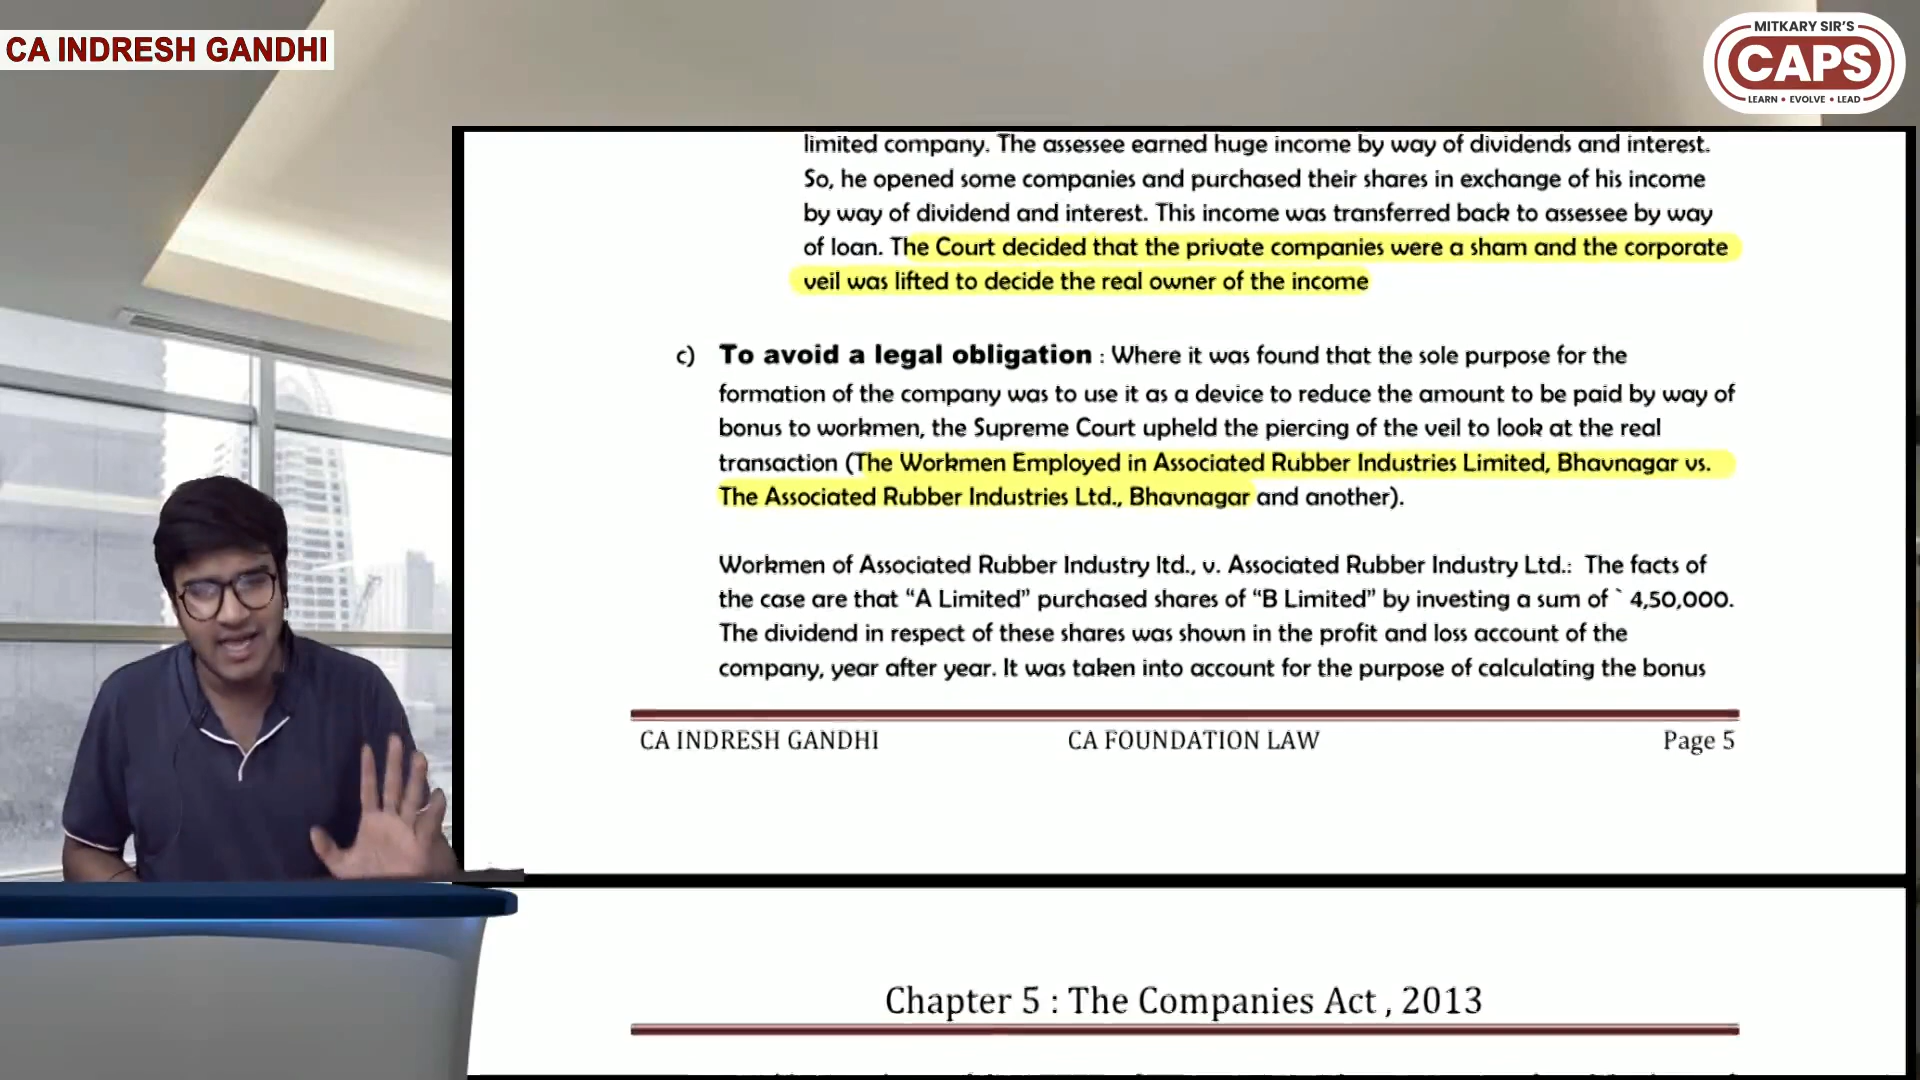 CA INDRESH GANDHI
MITKARY SIR'S
CAPS
LEARN • EVOLVE • LEAD
limited company. The assessee earned huge income by way of dividends and interest.
So, he opened some companies and purchased their shares in exchange of his income
by way of dividend and interest. This income was transferred back to assessee by way
of loan. The Court decided that the private companies were a sham and the corporate
veil was lifted to decide the real owner of the income
c) To avoid a legal obligation : Where it was found that the sole purpose for the
formation of the company was to use it as a device to reduce the amount to be paid by way of
bonus to workmen, the Supreme Court upheld the piercing of the veil to look at the real
transaction (The Workmen Employed in Associated Rubber Industries Limited, Bhavnagar vs.
The Associated Rubber Industries Ltd., Bhavnagar and another).
Workmen of Associated Rubber Industry ltd., v. Associated Rubber Industry Ltd.: The facts of
the case are that “A Limited” purchased shares of “B Limited” by investing a sum of ` 4,50,000.
The dividend in respect of these shares was shown in the profit and loss account of the
company, year after year. It was taken into account for the purpose of calculating the bonus
CA INDRESH GANDHI CA FOUNDATION LAW Page 5
Chapter 5 : The Companies Act , 2013